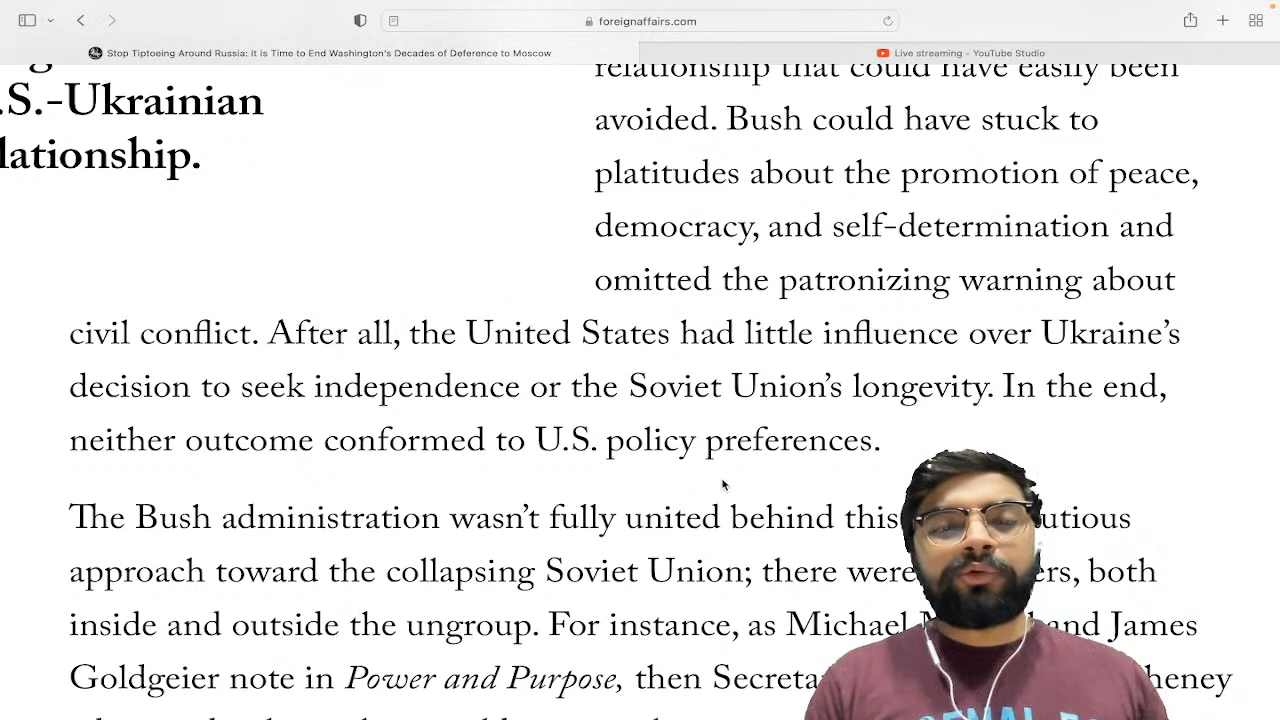 foreignaffairs.com
Stop Tiptoeing Around Russia: It Is Time to End Washington's Decades of Deference to Moscow
Live streaming - YouTube Studio
.S.-Ukrainian
lationship.
relationship that could have easily been
avoided. Bush could have stuck to
platitudes about the promotion of peace,
democracy, and self-determination and
omitted the patronizing warning about
civil conflict. After all, the United States had little influence over Ukraine's
decision to seek independence or the Soviet Union's longevity. In the end,
neither outcome conformed to U.S. policy preferences.
The Bush administration wasn't fully united behind this utious
approach toward the collapsing Soviet Union; there were ers, both
inside and outside the ungroup. For instance, as Michael and James
Goldgeier note in Power and Purpose, then Secreta heney